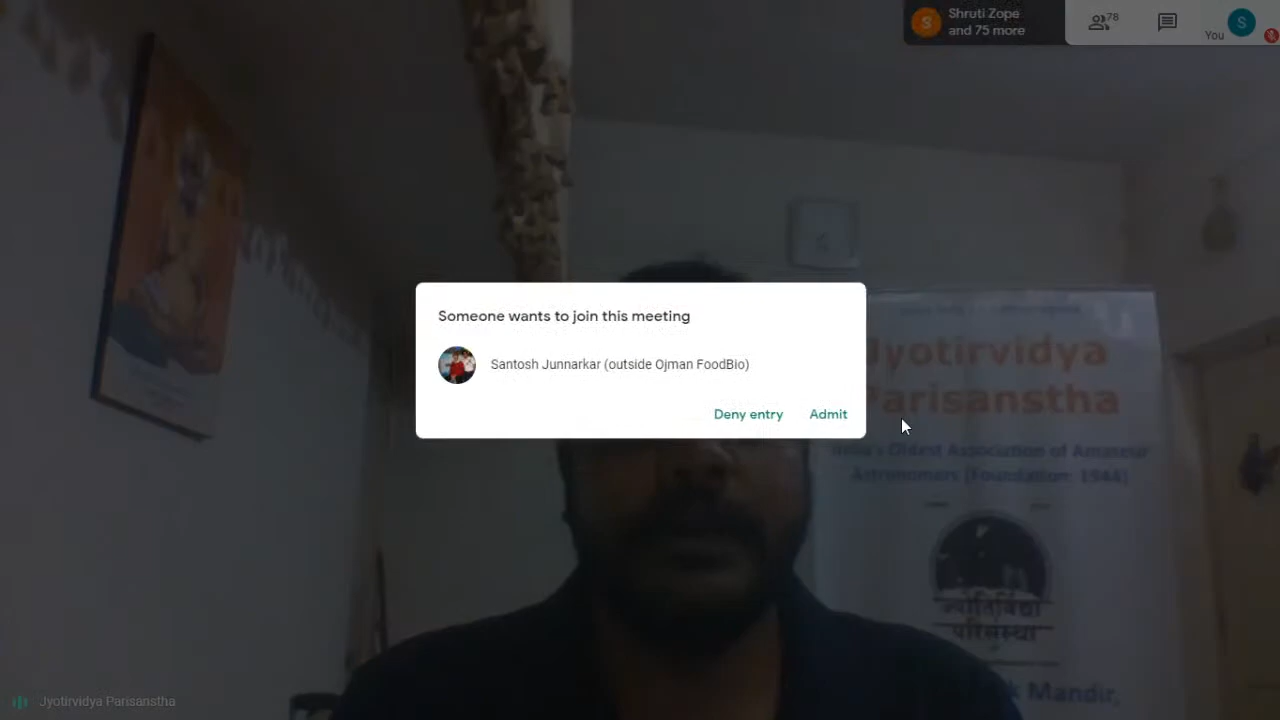 Shruti Zope
and 75 more
78
S
You
S
Someone wants to join this meeting
Santosh Junnarkar (outside Ojman FoodBio)
Deny entry
Admit
Jyotirvidya
Parisanstha
India's Oldest Association of Amateur
Astronomers (Foundation: 1944)
ज्योतिर्विद्या
परिसंस्था
k Mandir,
Jyotirvidya Parisanstha